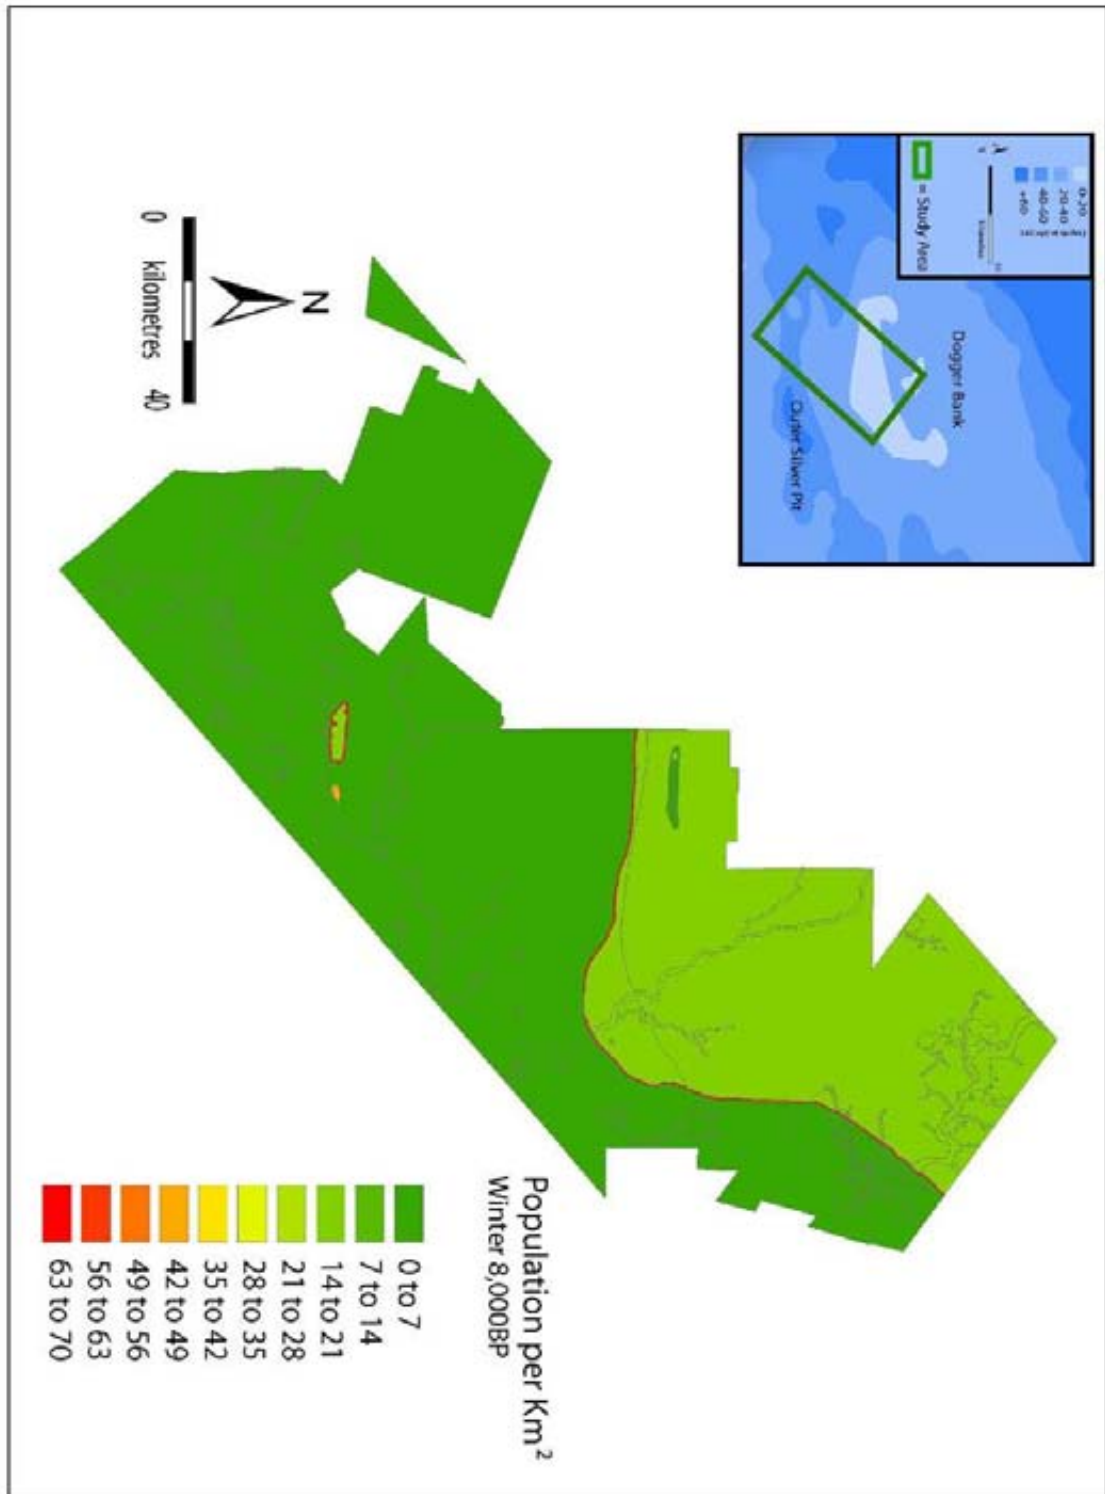 Depth (m)
0-20
20-40
40-60
+60
N
= Study Area
Dogger Bank
Outer Silver Pit
N
0
40
kilometres
Population per Km²
Winter 8,000BP
0 to 7
7 to 14
14 to 21
21 to 28
28 to 35
35 to 42
42 to 49
49 to 56
56 to 63
63 to 70